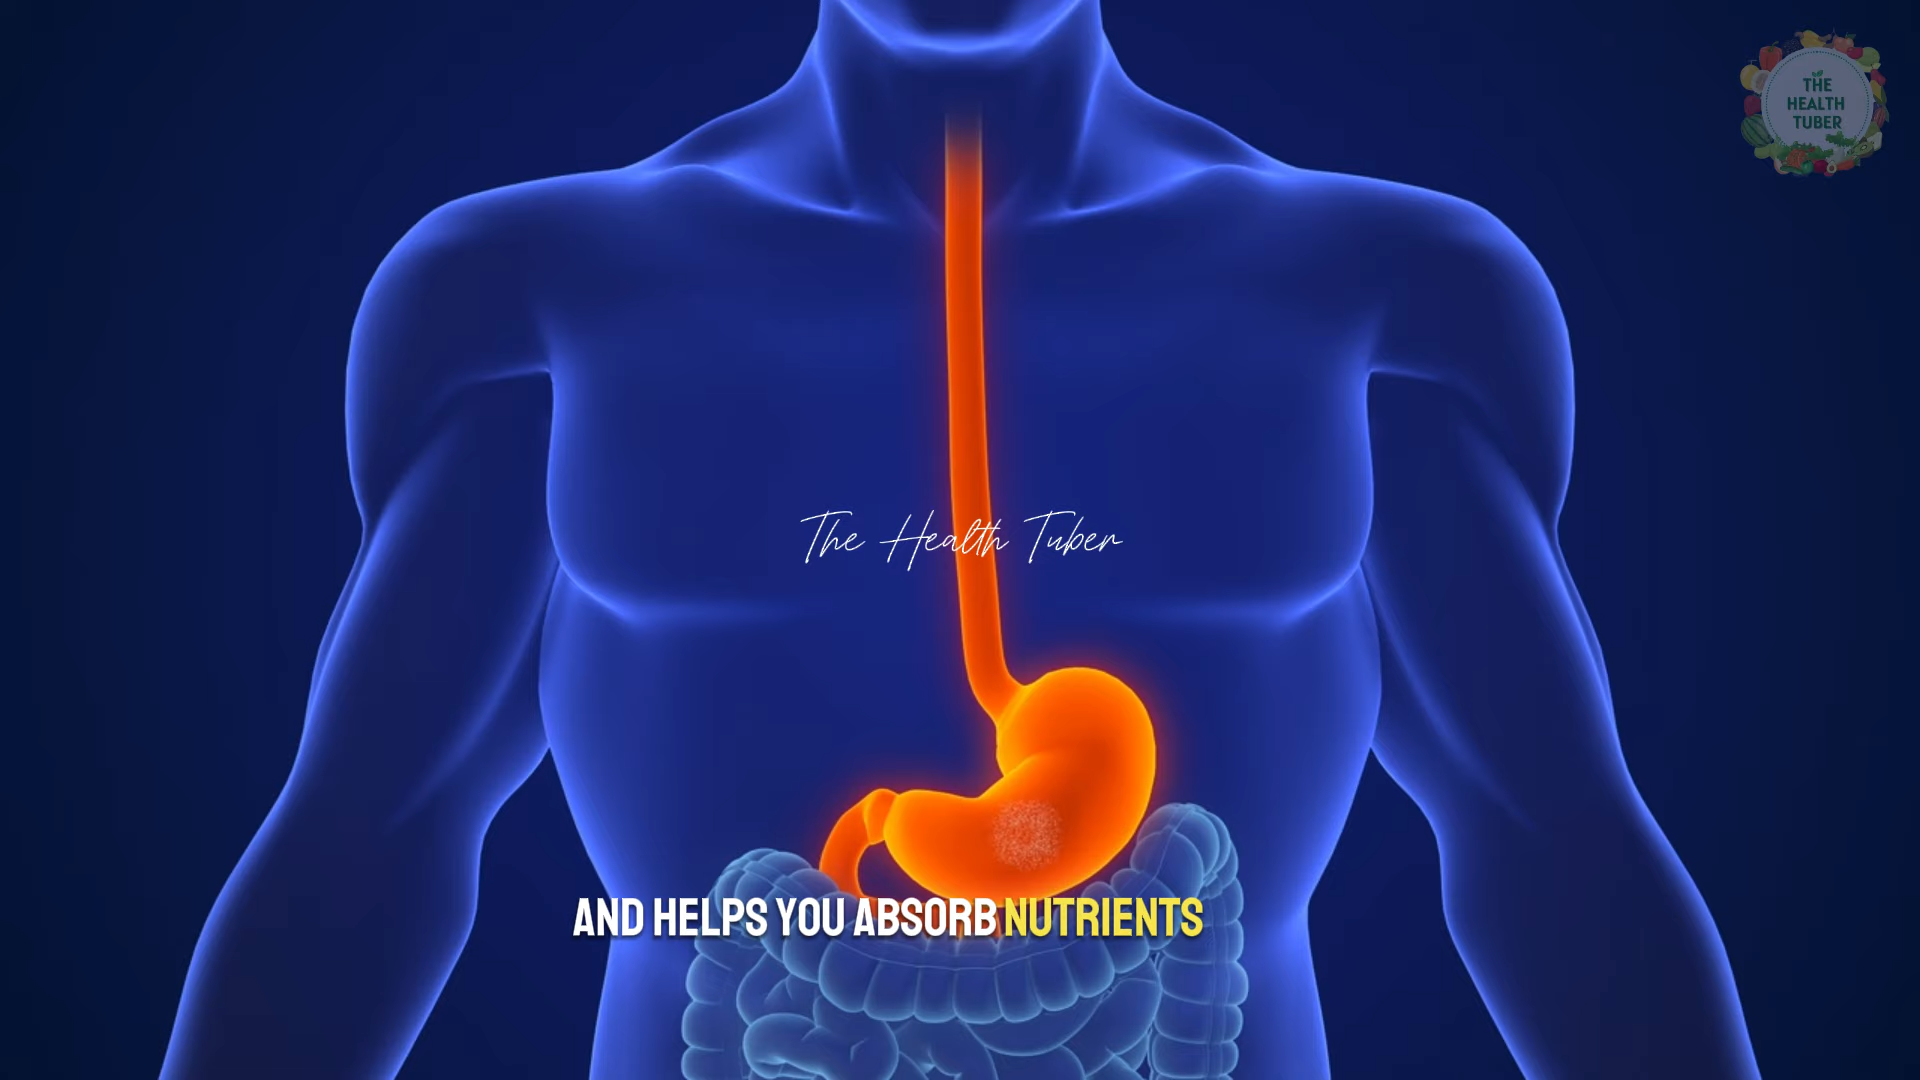 THE
HEALTH
TUBER
The Health Tuber
AND HELPS YOU ABSORB NUTRIENTS